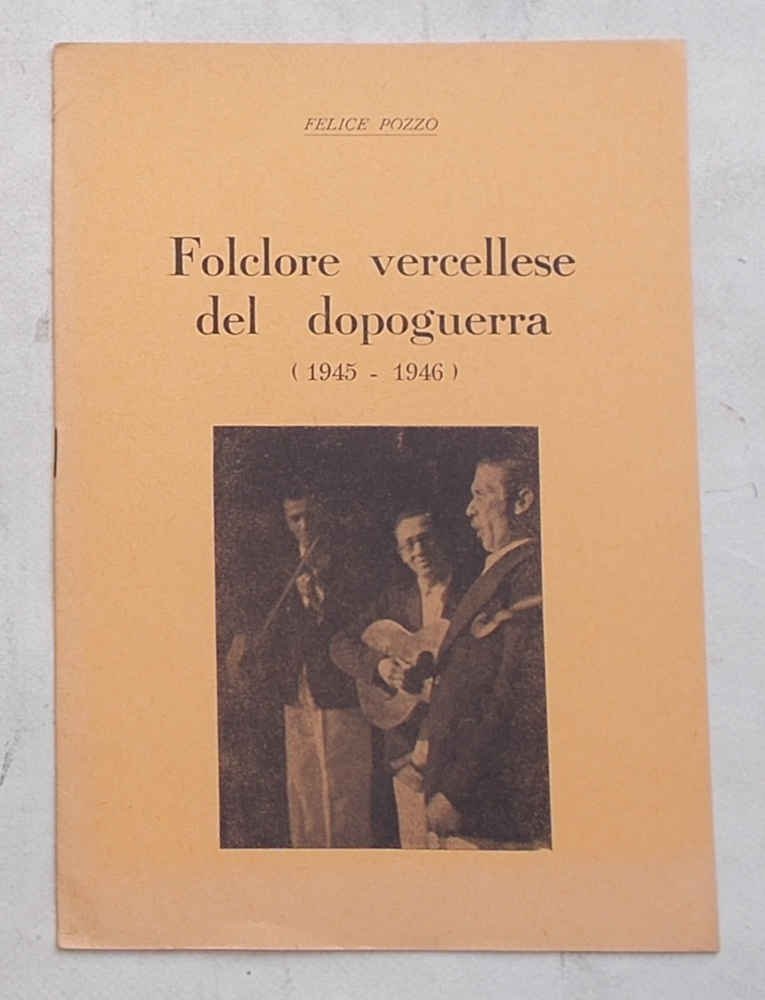 FELICE POZZO
Folclore vercellese
del dopoguerra
( 1945 - 1946 )